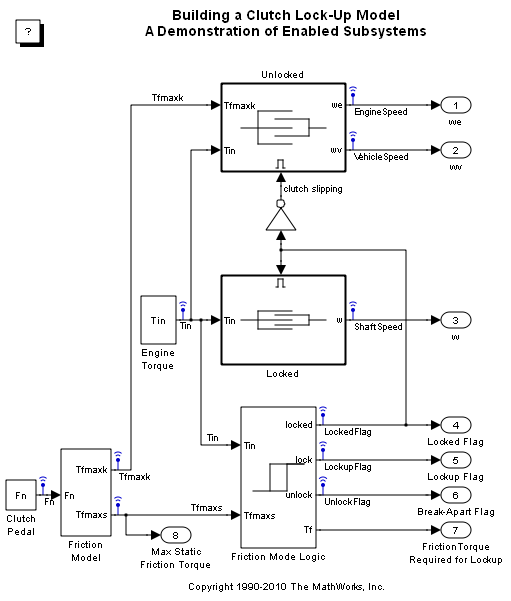 Building a Clutch Lock-Up Model
A Demonstration of Enabled Subsystems
?
Unlocked
Tfmaxk
Tfmaxk
we
EngineSpeed
1
we
Tin
wv
VehicleSpeed
2
wv
clutch slipping
Tin
Tin
Engine
Torque
Tin
w
ShaftSpeed
3
w
Locked
Tin
Tin
locked
LockedFlag
4
Locked Flag
lock
LockupFlag
5
Lockup Flag
unlock
UnlockFlag
6
Break-Apart Flag
Tfmaxs
Tfmaxs
Tf
7
FrictionTorque
Required for Lockup
Friction Mode Logic
Fn
Fn
Clutch
Pedal
Fn
Tfmaxk
Tfmaxk
Tfmaxs
Friction
Model
8
Max Static
Friction Torque
Copyright 1990-2010 The MathWorks, Inc.